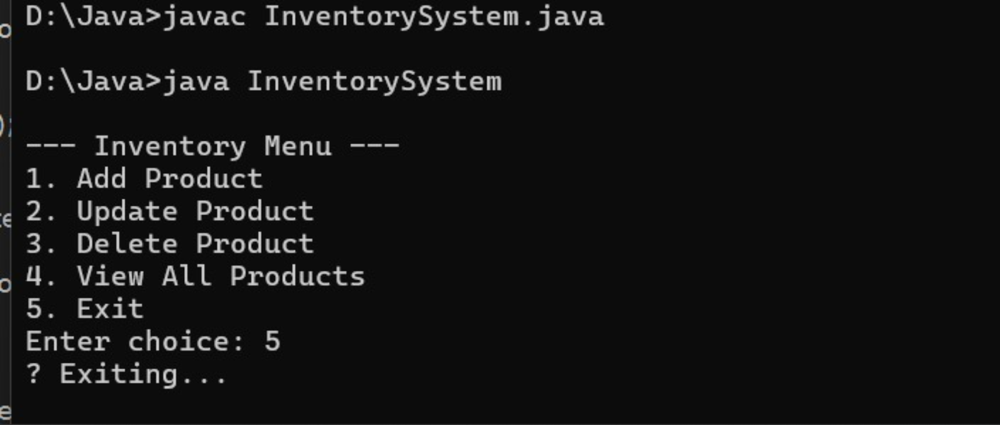 D:\Java>javac InventorySystem.java
D:\Java>java InventorySystem
--- Inventory Menu ---
1. Add Product
2. Update Product
3. Delete Product
4. View All Products
5. Exit
Enter choice: 5
? Exiting...